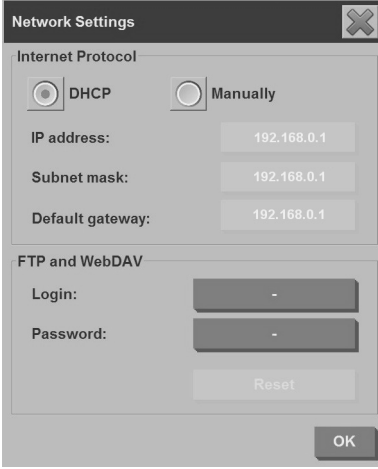 Network Settings
Internet Protocol
DHCP Manually
IP address: 192.168.0.1
Subnet mask: 192.168.0.1
Default gateway: 192.168.0.1
FTP and WebDAV
Login: -
Password: -
Reset
OK